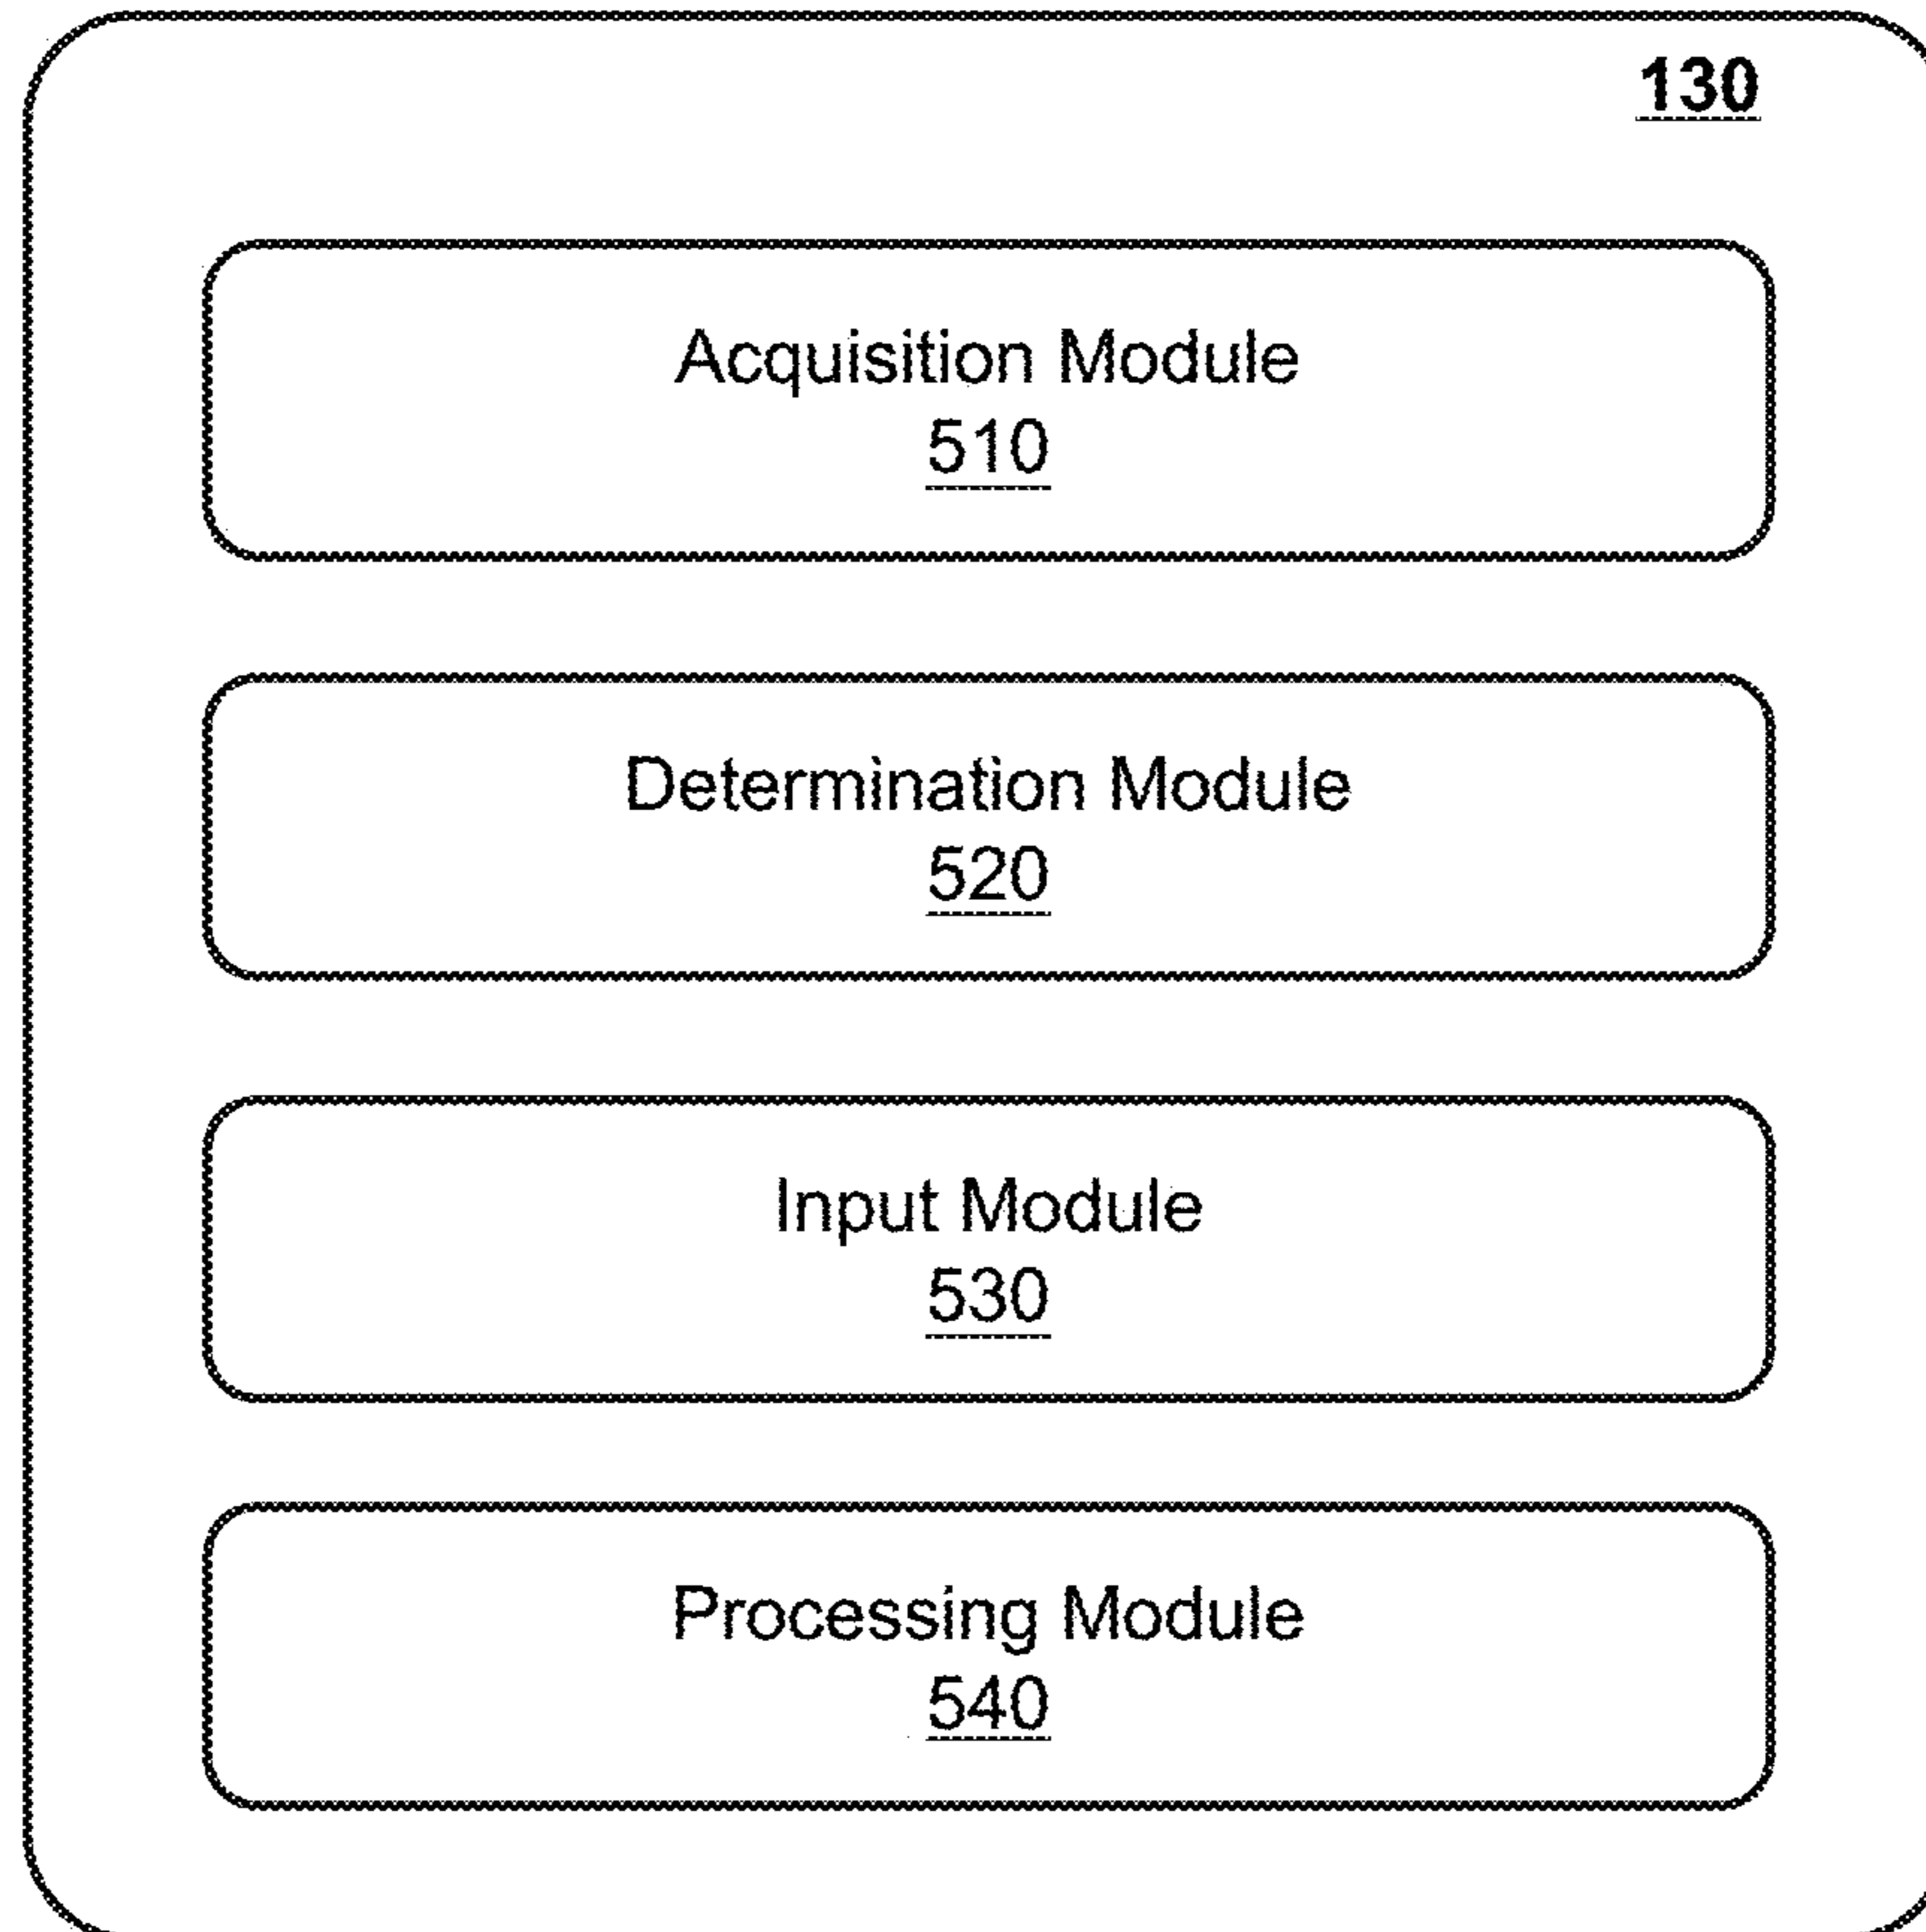 130
Acquisition Module
510
Determination Module
520
Input Module
530
Processing Module
540